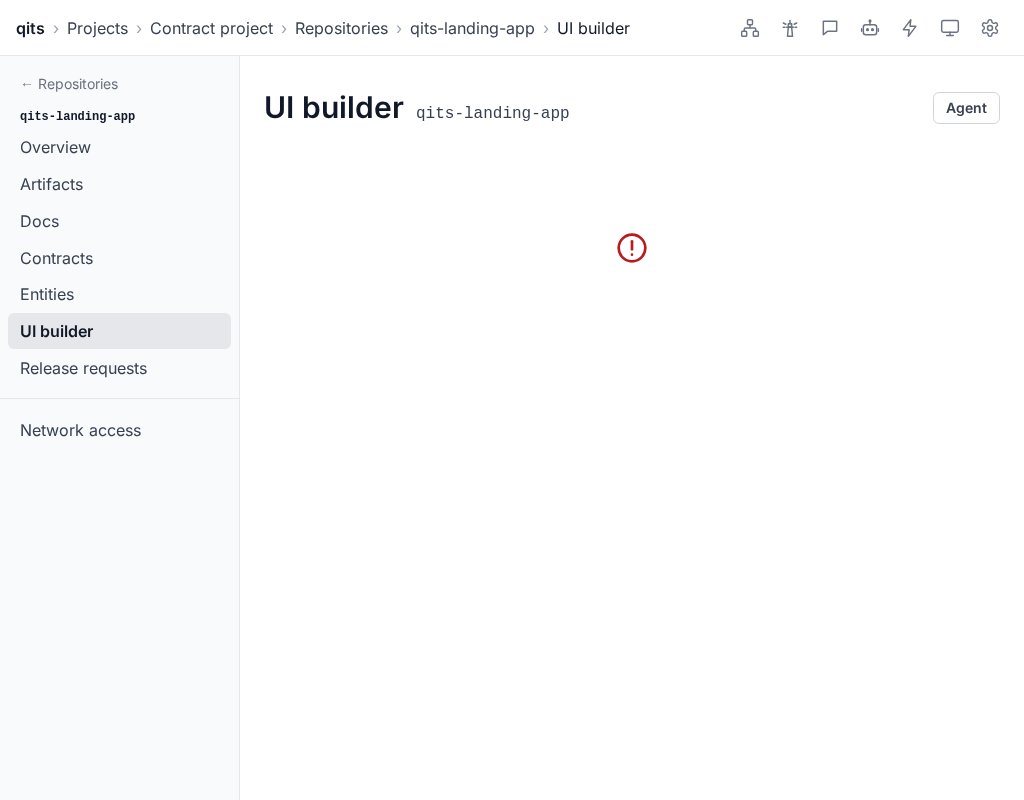 qits › Projects › Contract project › Repositories › qits-landing-app › UI builder
← Repositories
qits-landing-app
Overview
Artifacts
Docs
Contracts
Entities
UI builder
Release requests
Network access
UI builder qits-landing-app
Agent